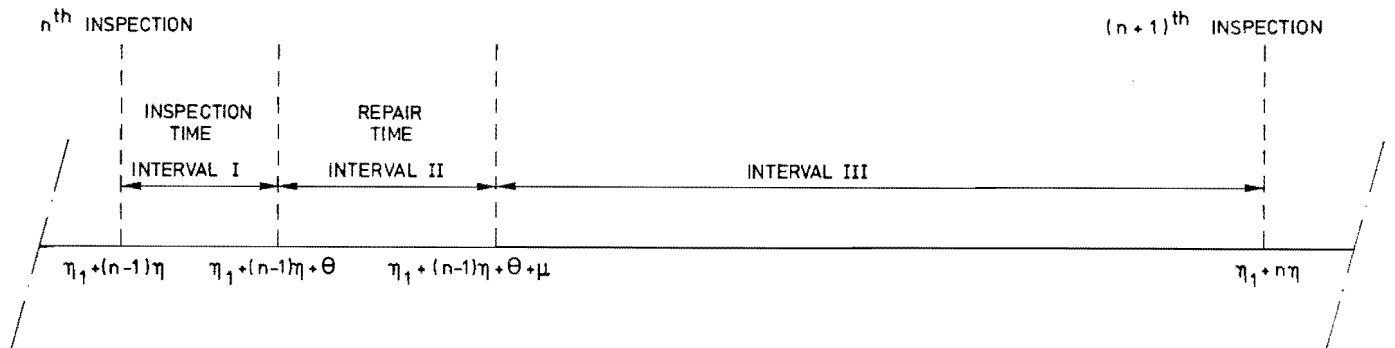 nth INSPECTION
(n + 1)th INSPECTION
INSPECTION
TIME
INTERVAL I
REPAIR
TIME
INTERVAL II
INTERVAL III
η₁+(n-1)η
η₁+(n-1)η+θ
η₁+(n-1)η+θ+μ
η₁+nη